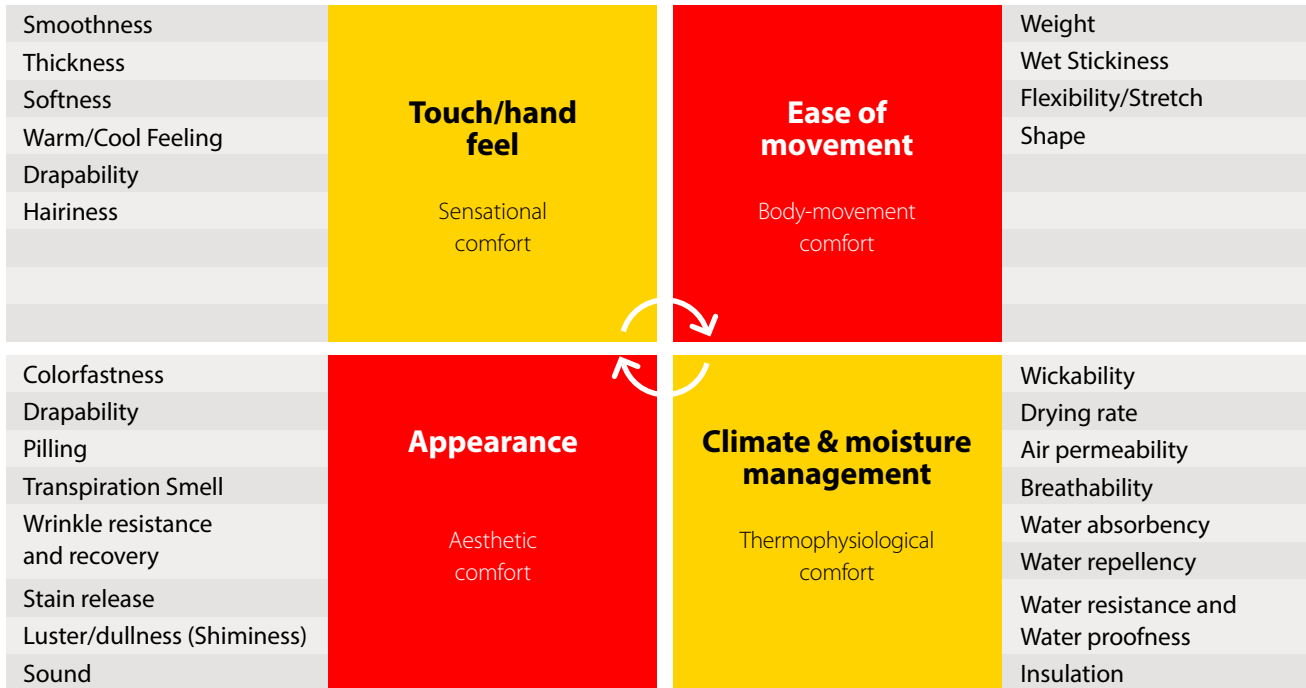 Smoothness
Thickness
Softness
Warm/Cool Feeling
Drapability
Hairiness
Touch/hand
feel
Sensational
comfort
Ease of
movement
Body-movement
comfort
Weight
Wet Stickiness
Flexibility/Stretch
Shape
Colorfastness
Drapability
Pilling
Transpiration Smell
Wrinkle resistance
and recovery
Stain release
Luster/dullness (Shiminess)
Sound
Appearance
Aesthetic
comfort
Climate & moisture
management
Thermophysiological
comfort
Wickability
Drying rate
Air permeability
Breathability
Water absorbency
Water repellency
Water resistance and
Water proofness
Insulation